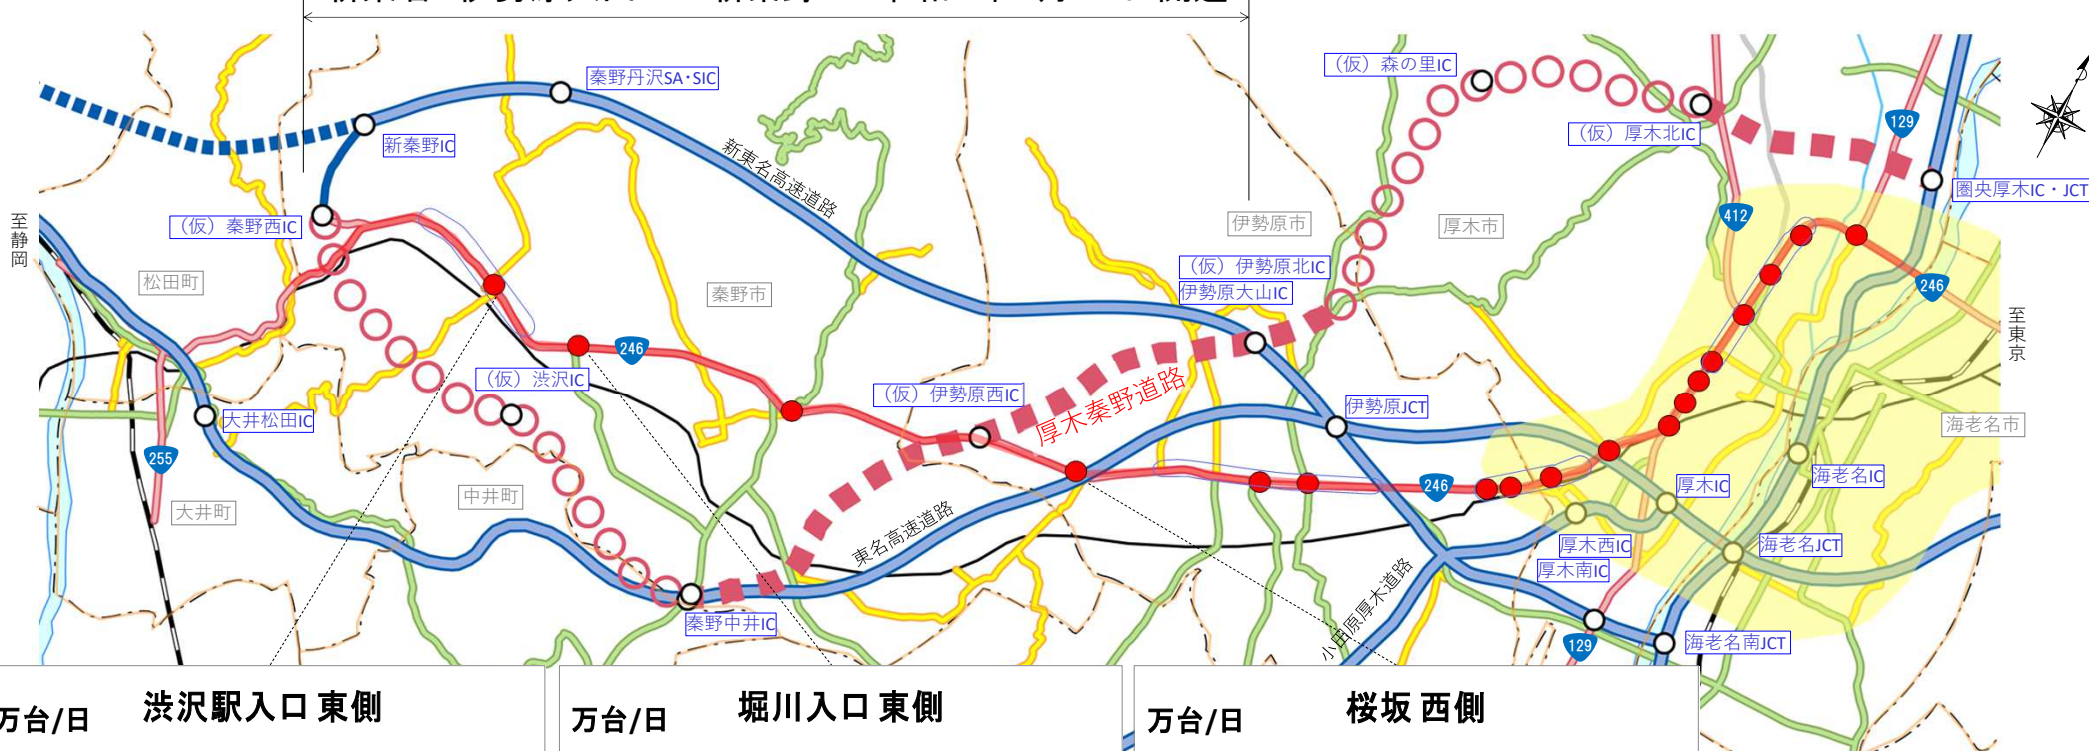 秦野丹沢SA・SIC
（仮）森の里IC
129
（仮）厚木北IC
新秦野IC
新東名高速道路
圏央厚木IC・JCT
至静岡
（仮）秦野西IC
伊勢原市
厚木市
412
松田町
秦野市
（仮）伊勢原北IC
伊勢原大山IC
246
至東京
246
（仮）渋沢IC
（仮）伊勢原西IC
厚木秦野道路
伊勢原JCT
大井松田IC
海老名市
255
中井町
246
厚木IC
海老名IC
大井町
東名高速道路
厚木西IC
海老名JCT
厚木南IC
小田原厚木道路
秦野中井IC
129
海老名南JCT
万台/日
渋沢駅入口 東側
万台/日
堀川入口 東側
万台/日
桜坂 西側